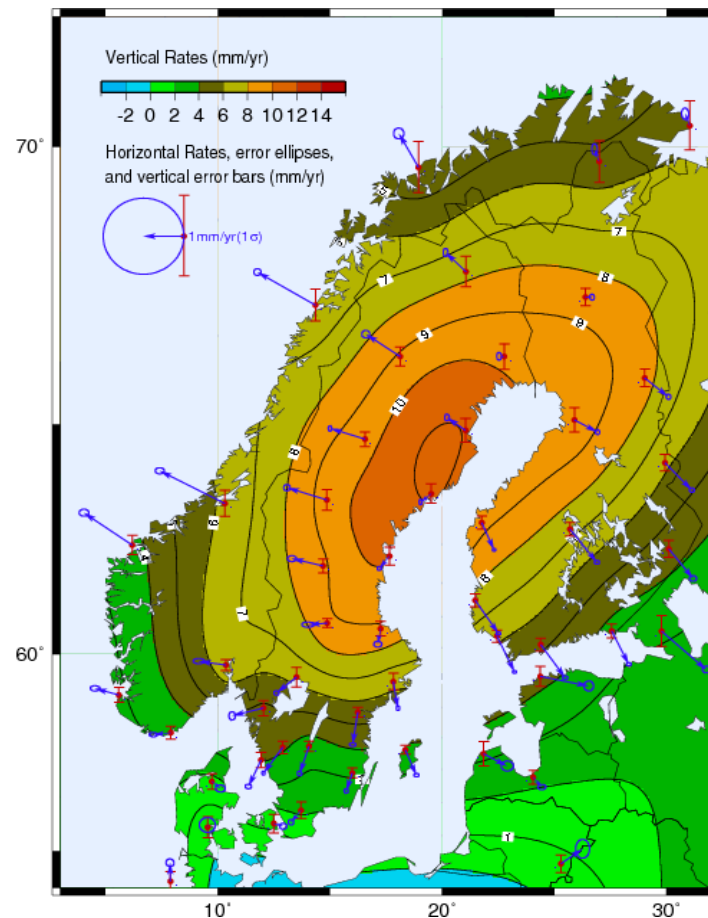 Vertical Rates (mm/yr)
-2 0 2 4 6 8 10 12 14
70°
Horizontal Rates, error ellipses,
and vertical error bars (mm/yr)
1mm/yr(1σ)
7
7
8
9
9
10
8
6
4
7
8
60°
1
10° 20° 30°